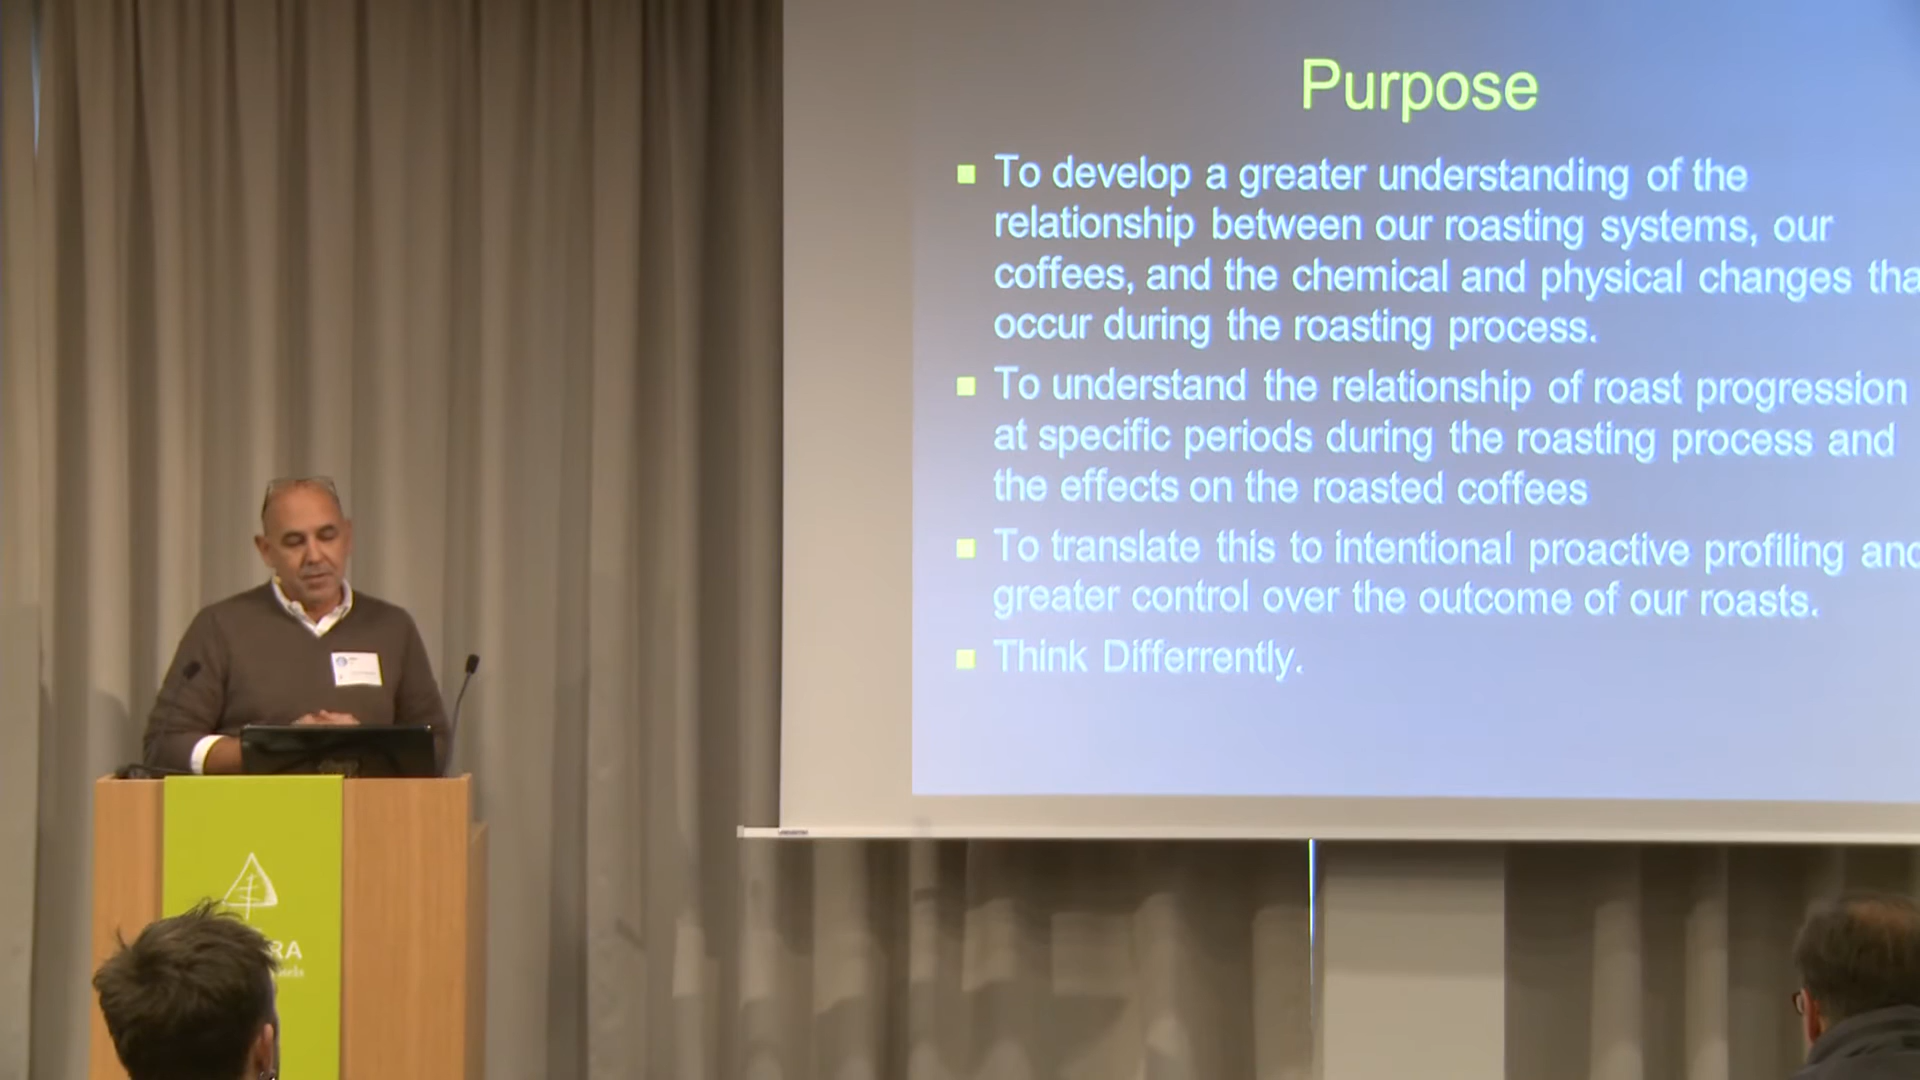 Purpose
To develop a greater understanding of the
relationship between our roasting systems, our
coffees, and the chemical and physical changes tha
occur during the roasting process.
To understand the relationship of roast progression
at specific periods during the roasting process and
the effects on the roasted coffees
To translate this to intentional proactive profiling and
greater control over the outcome of our roasts.
Think Differrently.
RA